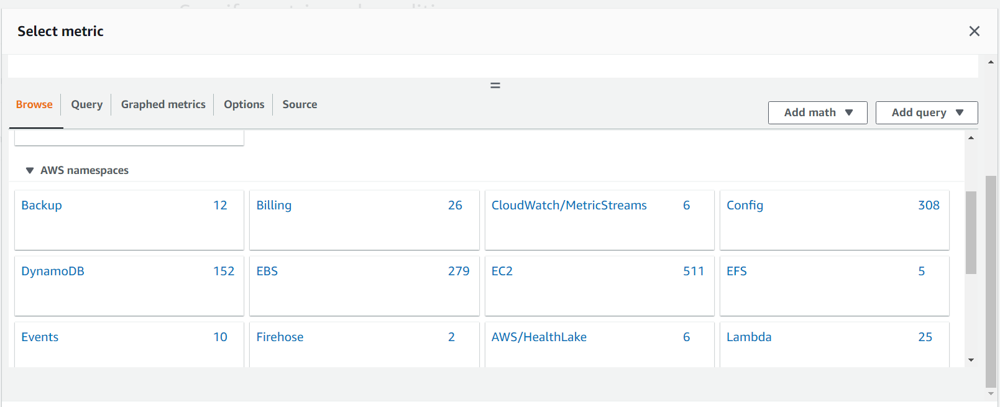 Select metric
Browse Query Graphed metrics Options Source Add math Add query
AWS namespaces
Backup 12 Billing 26 CloudWatch/MetricStreams 6 Config 308
DynamoDB 152 EBS 279 EC2 511 EFS 5
Events 10 Firehose 2 AWS/HealthLake 6 Lambda 25